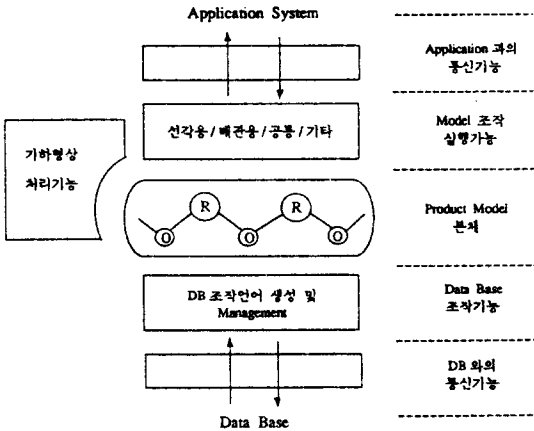 Application System
Application 과의
통신기능
선각용 / 배관용 / 공통 / 기타
Model 조작
실행기능
기하형상
처리기능
R
R
O
O
O
Product Model
본체
DB 조작언어 생성 및
Management
Data Base
조작기능
DB 와의
통신기능
Data Base